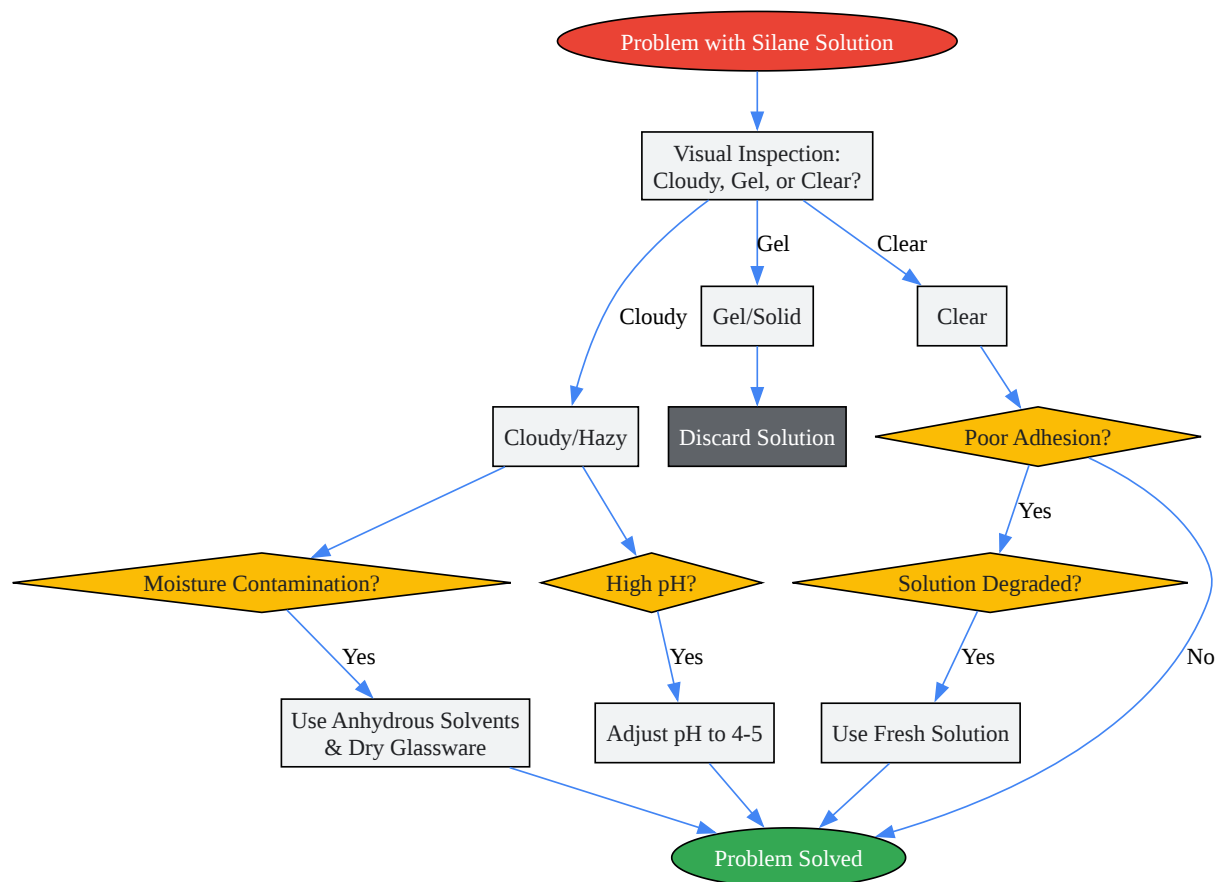 Problem with Silane Solution
Visual Inspection:
Cloudy, Gel, or Clear?
Gel
Clear
Cloudy
Gel/Solid
Clear
Cloudy/Hazy
Discard Solution
Poor Adhesion?
Yes
Moisture Contamination?
High pH?
Solution Degraded?
Yes
Yes
Yes
No
Use Anhydrous Solvents
& Dry Glassware
Adjust pH to 4-5
Use Fresh Solution
Problem Solved